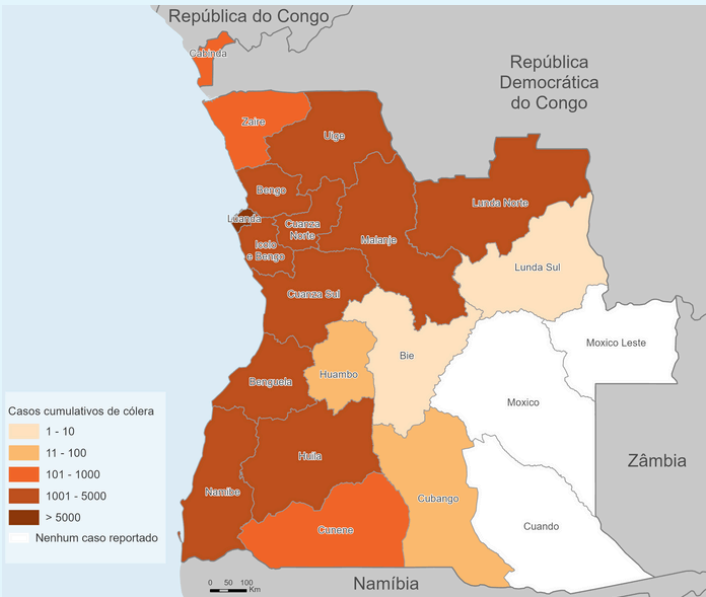 República do Congo
Cabinda
República
Democrática
do Congo
Zaire
Uige
Bengo
Lunda Norte
Luanda
Cuanza
Norte
Malanje
Icolo
e Bengo
Lunda Sul
Cuanza Sul
Moxico Leste
Bie
Huambo
Benguela
Moxico
Casos cumulativos de cólera
1 - 10
11 - 100
101 - 1000
1001 - 5000
> 5000
Nenhum caso reportado
Huila
Zâmbia
Namibe
Cubango
Cunene
Cuando
0 50 100
Km
Namíbia